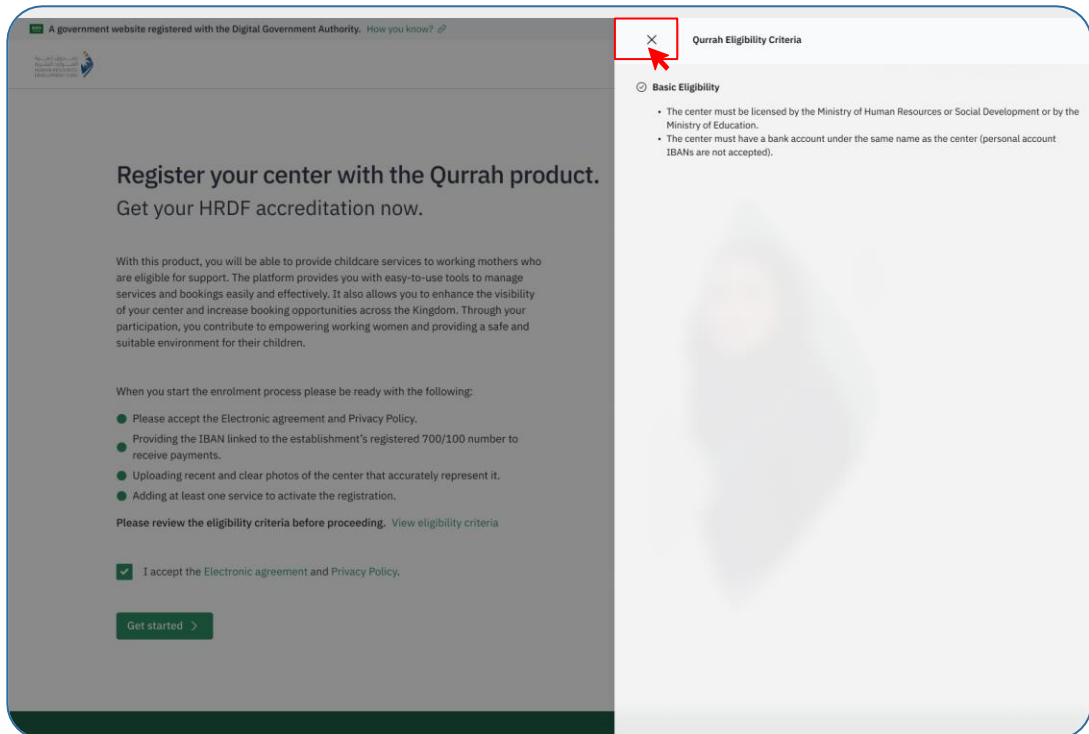 A government website registered with the Digital Government Authority. How you know?
Qurrah Eligibility Criteria
Basic Eligibility
• The center must be licensed by the Ministry of Human Resources or Social Development or by the
Ministry of Education.
• The center must have a bank account under the same name as the center (personal account
IBANs are not accepted).
Register your center with the Qurrah product.
Get your HRDF accreditation now.
With this product, you will be able to provide childcare services to working mothers who
are eligible for support. The platform provides you with easy-to-use tools to manage
services and bookings easily and effectively. It also allows you to enhance the visibility
of your center and increase booking opportunities across the Kingdom. Through your
participation, you contribute to empowering working women and providing a safe and
suitable environment for their children.
When you start the enrolment process please be ready with the following:
Please accept the Electronic agreement and Privacy Policy.
Providing the IBAN linked to the establishment's registered 700/100 number to
receive payments.
Uploading recent and clear photos of the center that accurately represent it.
Adding at least one service to activate the registration.
Please review the eligibility criteria before proceeding. View eligibility criteria
I accept the Electronic agreement and Privacy Policy.
Get started